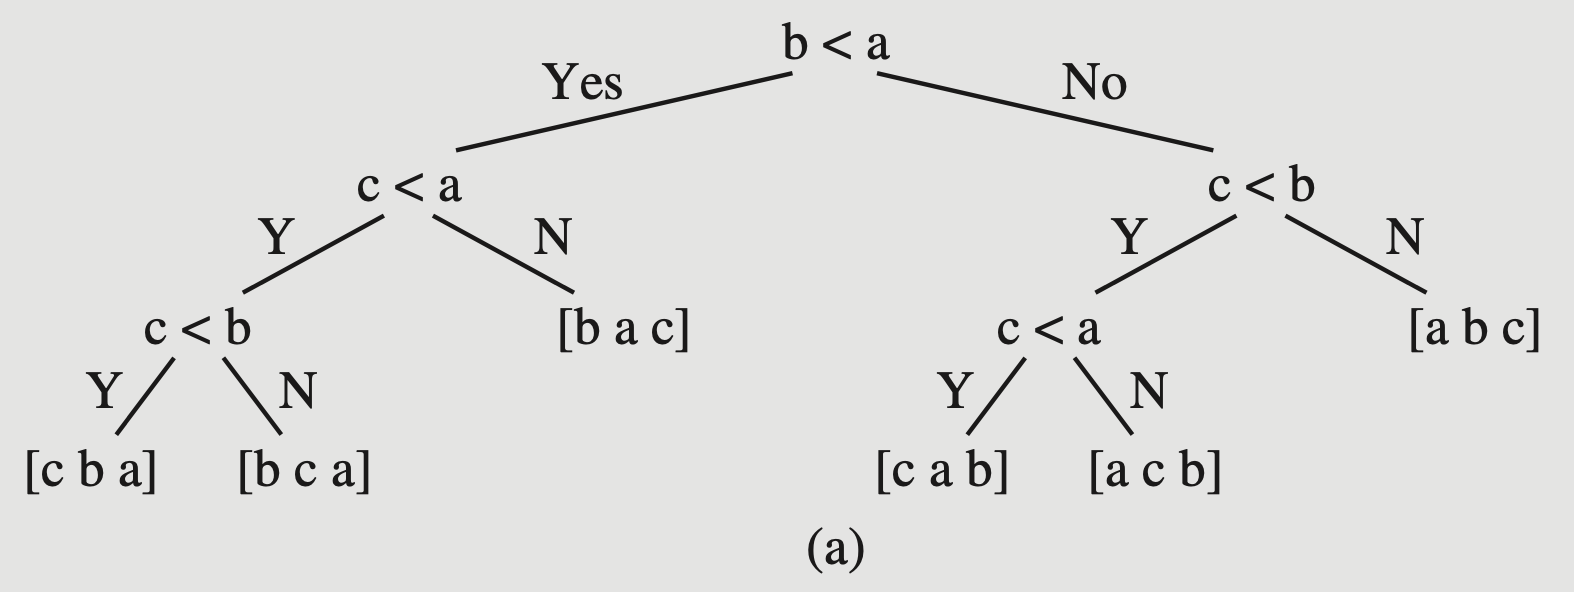 b < a
Yes No
c < a c < b
Y N Y N
c < b [b a c] c < a [a b c]
Y N Y N
[c b a] [b c a] [c a b] [a c b]
(a)